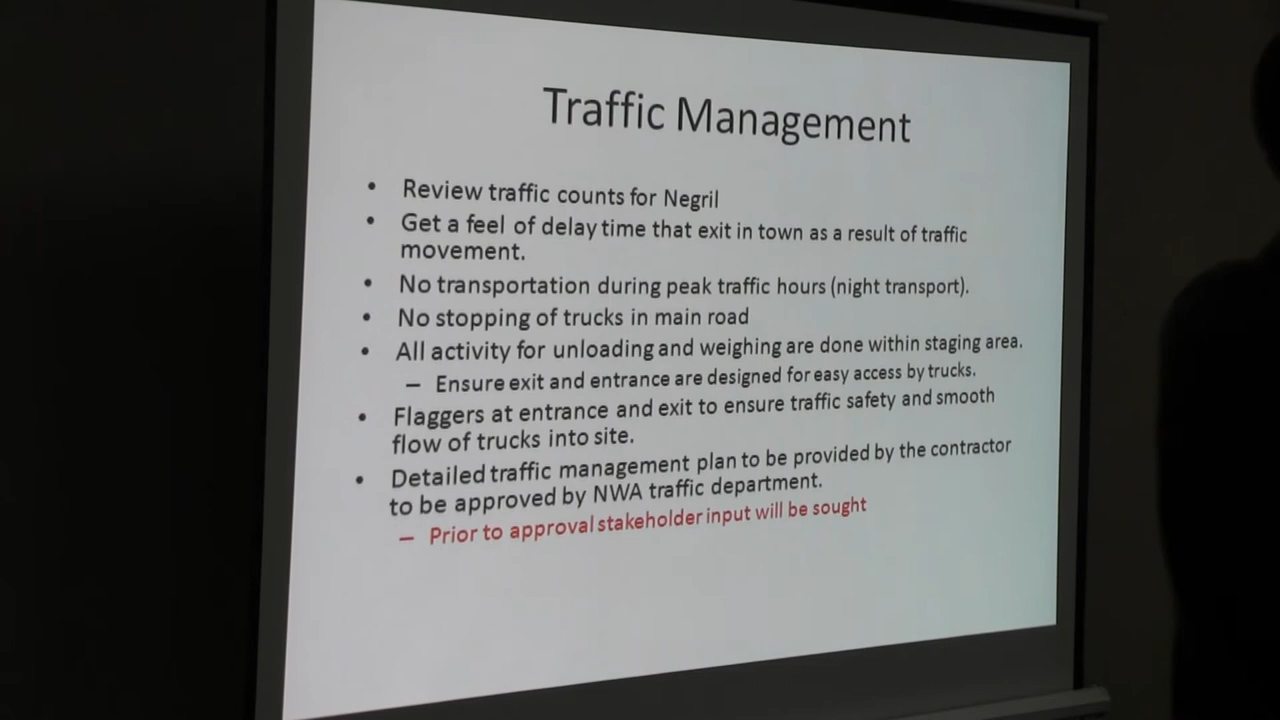 Traffic Management
• Review traffic counts for Negril
• Get a feel of delay time that exit in town as a result of traffic
movement.
• No transportation during peak traffic hours (night transport).
• No stopping of trucks in main road
• All activity for unloading and weighing are done within staging area.
– Ensure exit and entrance are designed for easy access by trucks.
• Flaggers at entrance and exit to ensure traffic safety and smooth
flow of trucks into site.
• Detailed traffic management plan to be provided by the contractor
to be approved by NWA traffic department.
– Prior to approval stakeholder input will be sought